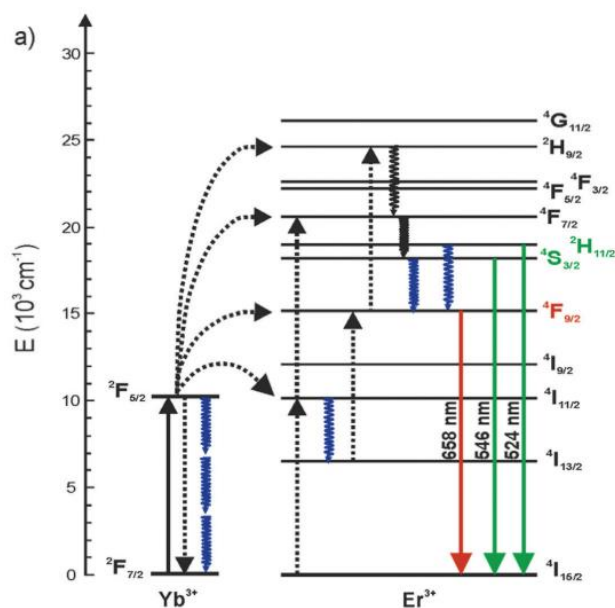 a)
E (10³ cm⁻¹)
30
25
20
15
10
5
0
²F₅/₂
²F₇/₂
Yb³⁺
⁴G₁₁/₂
²H₉/₂
⁴F₃/₂
⁴F₅/₂
⁴F₇/₂
²H₁₁/₂
⁴S₃/₂
⁴F₉/₂
⁴I₉/₂
⁴I₁₁/₂
⁴I₁₃/₂
⁴I₁₅/₂
658 nm
546 nm
524 nm
Er³⁺